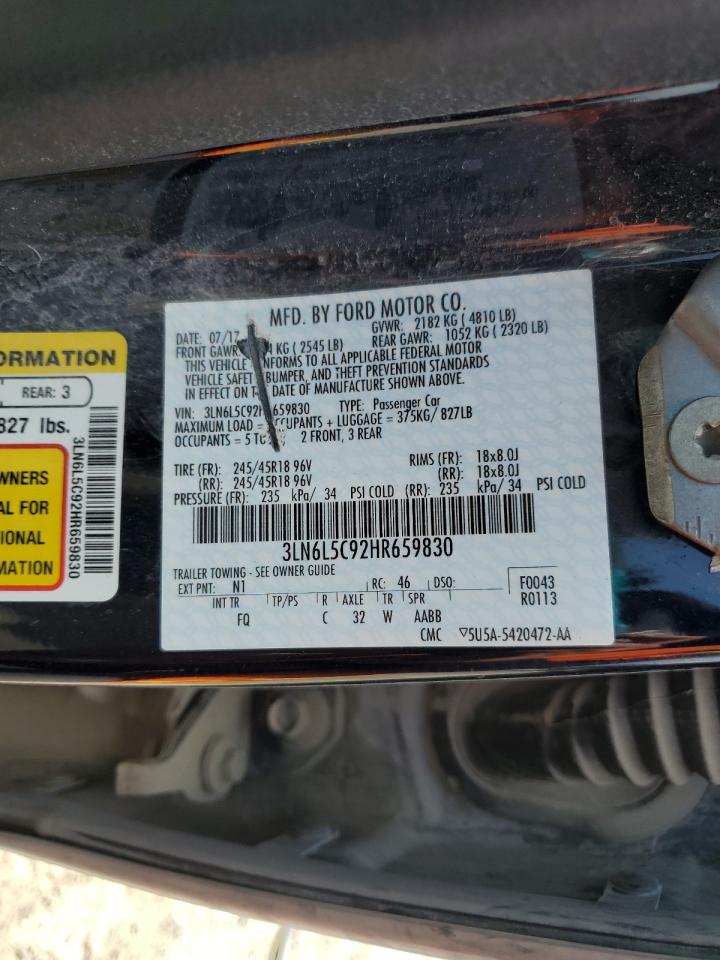 MFD. BY FORD MOTOR CO.
DATE: 07/17 GVWR: 2182 KG ( 4810 LB)
FRONT GAWR: KG ( 2545 LB) REAR GAWR: 1052 KG ( 2320 LB)
THIS VEHICLE CONFORMS TO ALL APPLICABLE FEDERAL MOTOR
VEHICLE SAFETY, BUMPER, AND THEFT PREVENTION STANDARDS
IN EFFECT ON THE DATE OF MANUFACTURE SHOWN ABOVE.
VIN: 3LN6L5C92HR659830 TYPE: Passenger Car
MAXIMUM LOAD = OCCUPANTS + LUGGAGE = 375KG/ 827LB
OCCUPANTS = 5 2 FRONT, 3 REAR
TIRE (FR): 245/45R18 96V RIMS (FR): 18x8.0J
(RR): 245/45R18 96V (RR): 18x8.0J
PRESSURE (FR): 235 kPa/ 34 PSI COLD (RR): 235 kPa/ 34 PSI COLD
3LN6L5C92HR659830
TRAILER TOWING - SEE OWNER GUIDE
EXT PNT: N1 RC: 46 DSO: F0043
INT TR TP/PS R AXLE TR SPR R0113
FQ C 32 W AABB
CMC ▽5U5A-5420472-AA
ORMATION
REAR: 3
827 lbs.
WNERS
AL FOR
IONAL
MATION
3LN6L5C92HR659830